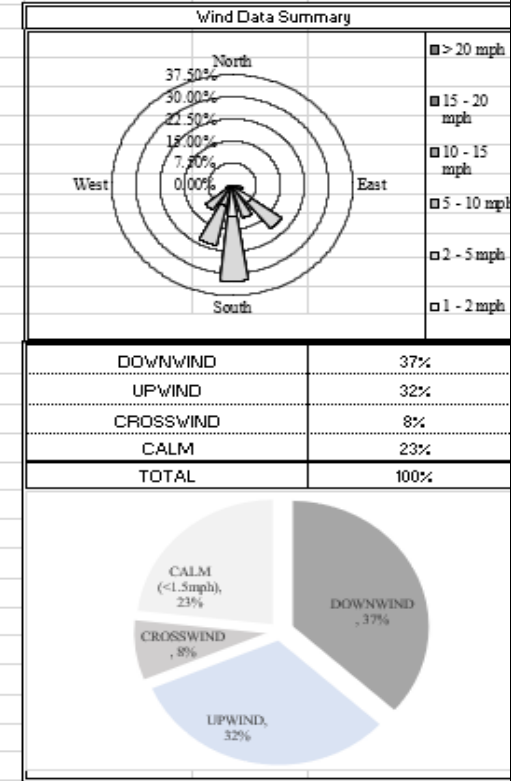 Wind Data Summary
North
37.50%
30.00%
22.50%
15.00%
7.50%
0.00%
West
East
South
> 20 mph
15 - 20
mph
10 - 15
mph
5 - 10 mph
2 - 5 mph
1 - 2 mph
DOWNWIND 37%
UPWIND 32%
CROSSWIND 8%
CALM 23%
TOTAL 100%
CALM
(<1.5mph),
23%
DOWNWIND
, 37%
CROSSWIND
, 8%
UPWIND,
32%